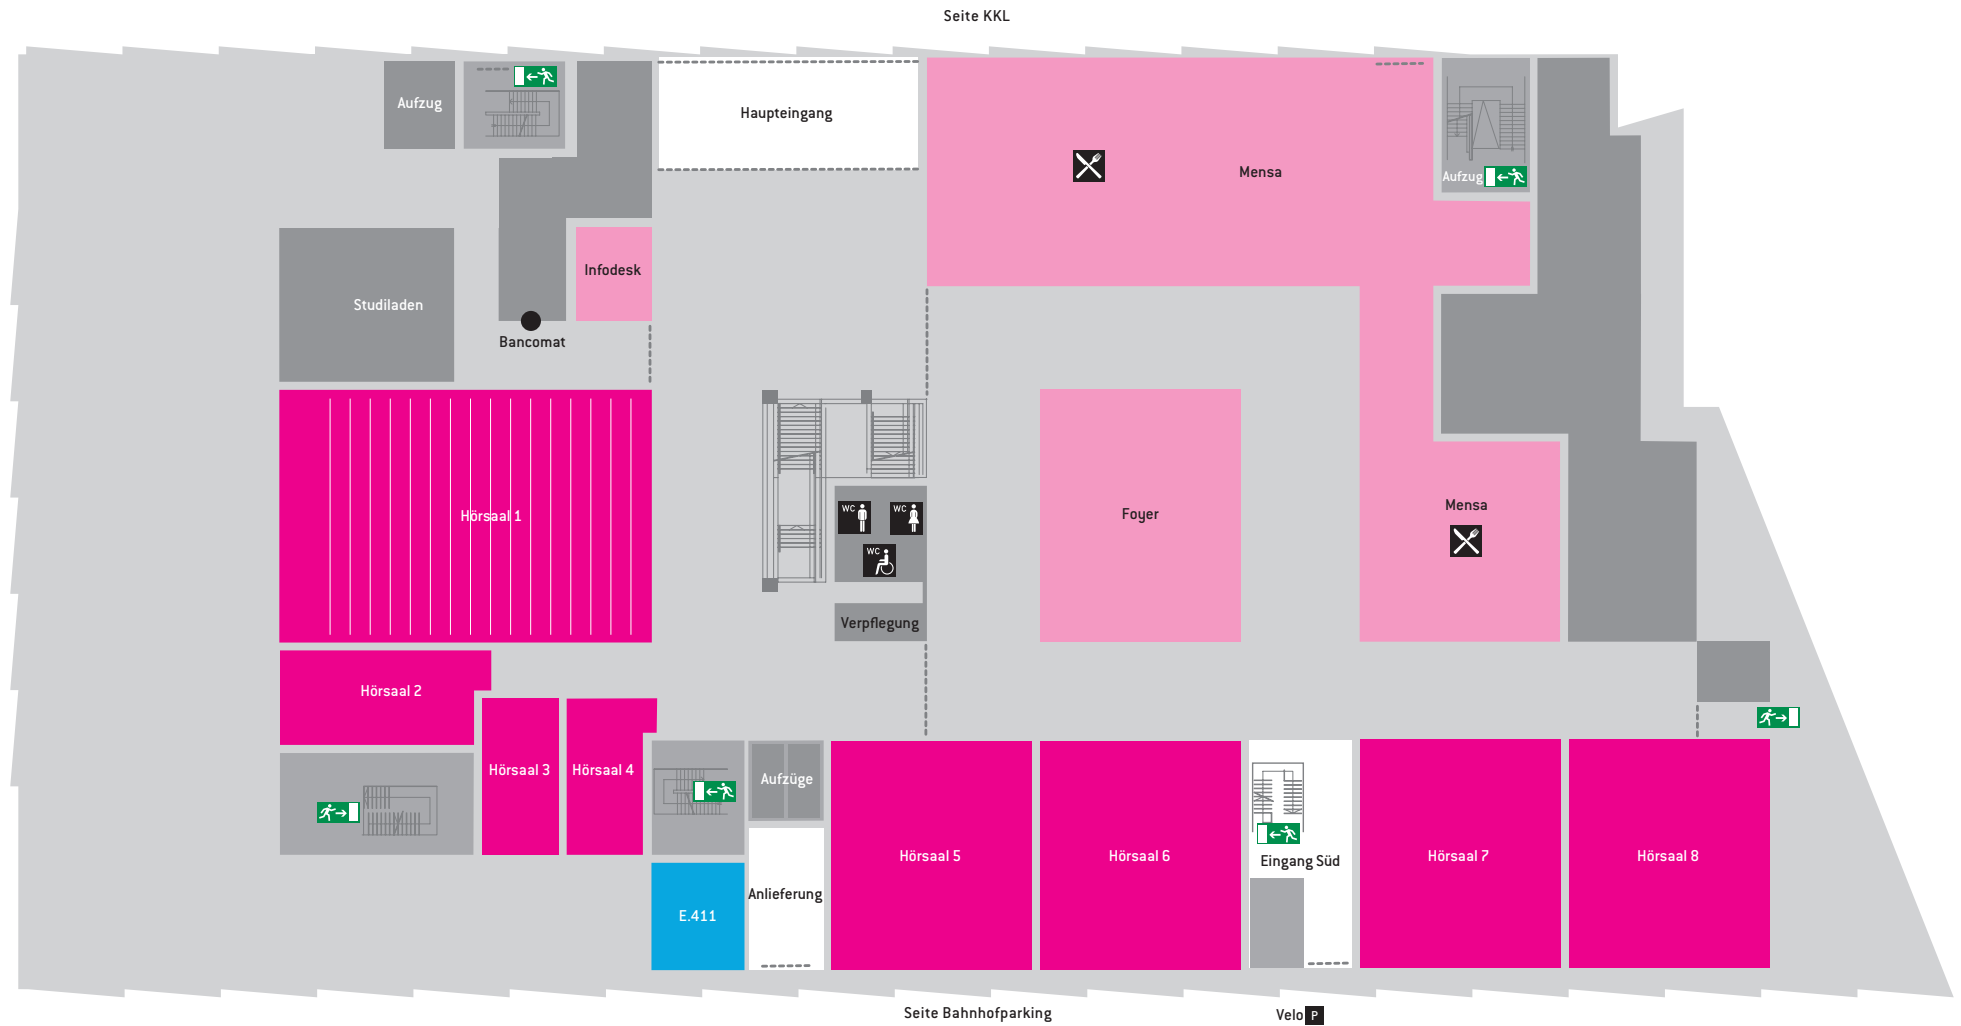 Seite KKL
Aufzug
Haupteingang
Mensa
Aufzug
Infodesk
Studiladen
Bancomat
Hörsaal 1
WC
WC
WC
Foyer
Mensa
Verpflegung
Hörsaal 2
Hörsaal 3
Hörsaal 4
Aufzüge
Hörsaal 5
Hörsaal 6
Eingang Süd
Hörsaal 7
Hörsaal 8
Anlieferung
E.411
Seite Bahnhofparking
Velo P